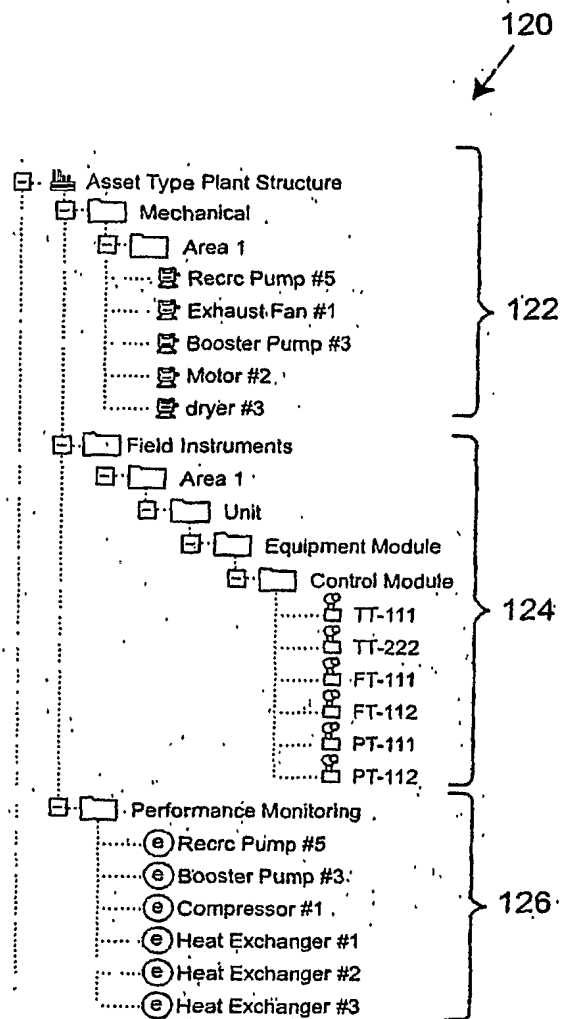 120
Asset Type Plant Structure
Mechanical
Area 1
Recrc Pump #5
Exhaust Fan #1
Booster Pump #3
Motor #2
dryer #3
122
Field Instruments
Area 1
Unit
Equipment Module
Control Module
TT-111
TT-222
FT-111
FT-112
PT-111
PT-112
124
Performance Monitoring
e Recrc Pump #5
e Booster Pump #3
e Compressor #1
e Heat Exchanger #1
e Heat Exchanger #2
e Heat Exchanger #3
126